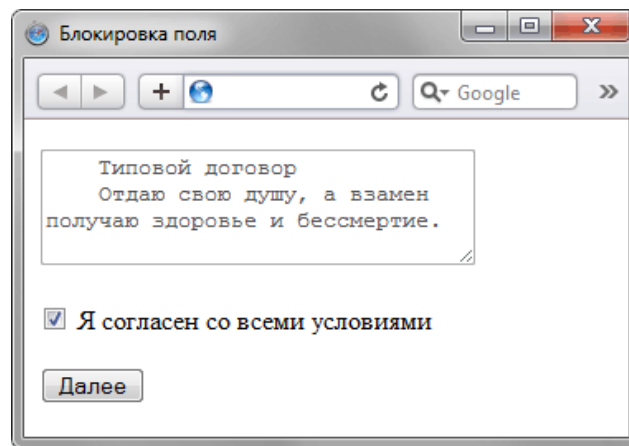 Блокировка поля
Google
Типовой договор
Отдаю свою душу, а взамен
получаю здоровье и бессмертие.
Я согласен со всеми условиями
Далее